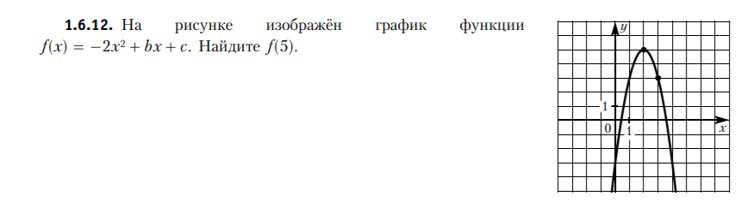 1.6.12. На рисунке изображён график функции
f(x) = −2x² + bx + c. Найдите f(5).
y
1
0 1 x